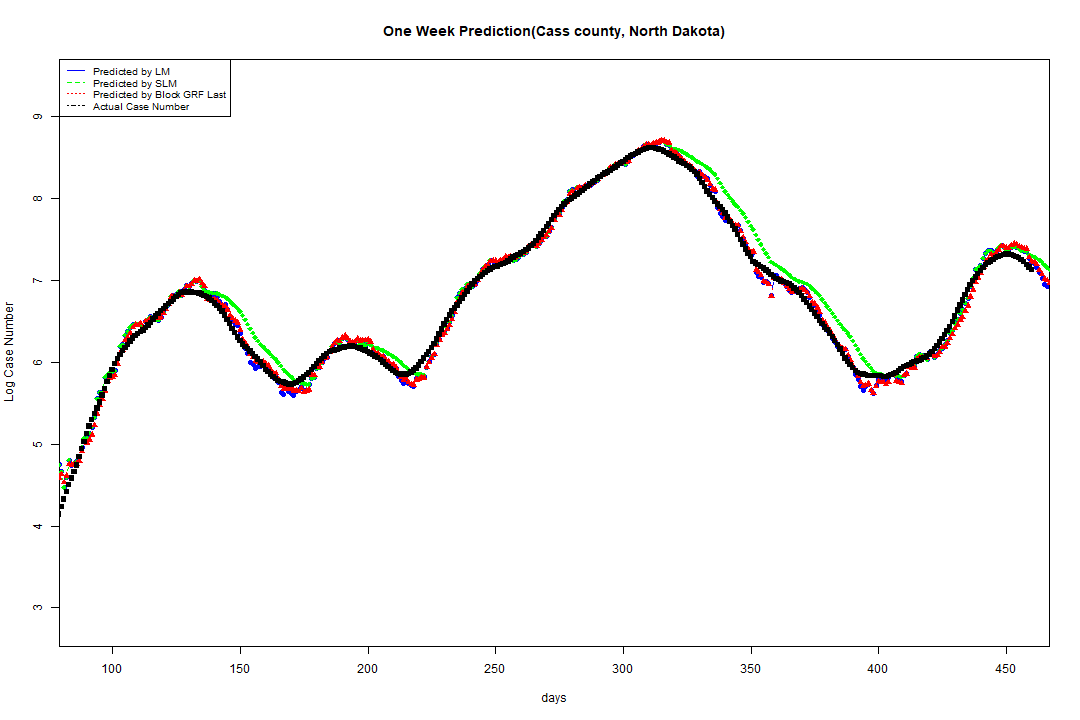 One Week Prediction(Cass county, North Dakota)
Predicted by LM
Predicted by SLM
Predicted by Block GRF Last
Actual Case Number
9
8
7
6
5
4
3
Log Case Number
100 150 200 250 300 350 400 450
days